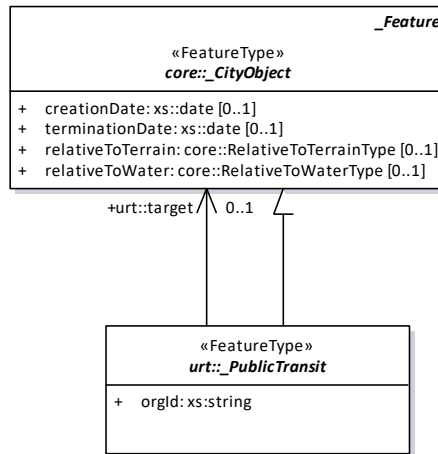 _Feature
«FeatureType»
core::_CityObject
+ creationDate: xs::date [0..1]
+ terminationDate: xs::date [0..1]
+ relativeToTerrain: core::RelativeToTerrainType [0..1]
+ relativeToWater: core::RelativeToWaterType [0..1]
+urt::target 0..1
«FeatureType»
urt::_PublicTransit
+ orgId: xs:string